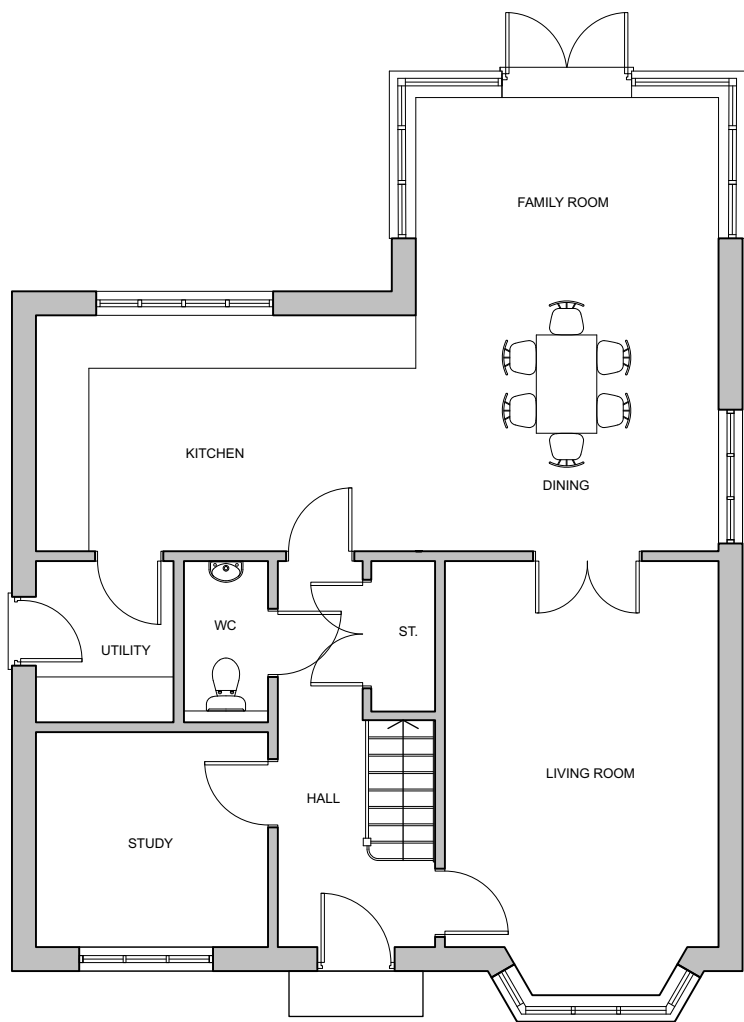 FAMILY ROOM
KITCHEN
DINING
WC
ST.
UTILITY
LIVING ROOM
HALL
STUDY